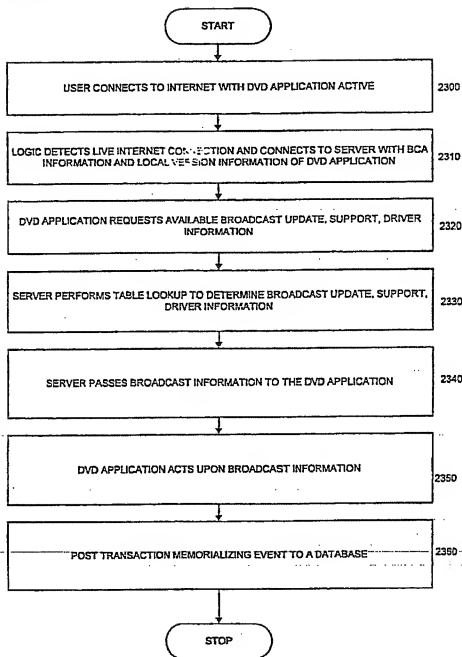 START
USER CONNECTS TO INTERNET WITH DVD APPLICATION ACTIVE
2300
LOGIC DETECTS LIVE INTERNET CONNECTION AND CONNECTS TO SERVER WITH BCA
INFORMATION AND LOCAL VERSION INFORMATION OF DVD APPLICATION
2310
DVD APPLICATION REQUESTS AVAILABLE BROADCAST UPDATE, SUPPORT, DRIVER
INFORMATION
2320
SERVER PERFORMS TABLE LOOKUP TO DETERMINE BROADCAST UPDATE, SUPPORT,
DRIVER INFORMATION
2330
SERVER PASSES BROADCAST INFORMATION TO THE DVD APPLICATION
2340
DVD APPLICATION ACTS UPON BROADCAST INFORMATION
2350
POST TRANSACTION MEMORIALIZING EVENT TO A DATABASE
2360
STOP